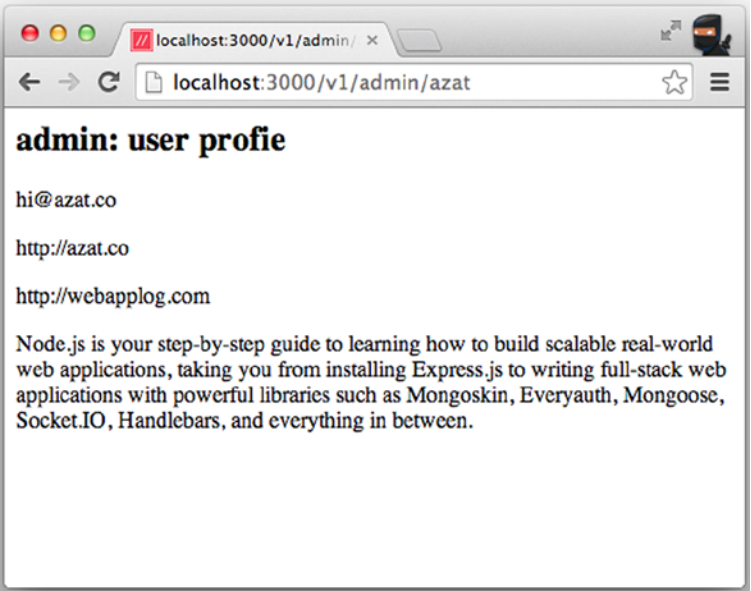 localhost:3000/v1/admin/
localhost:3000/v1/admin/azat
admin: user profie
hi@azat.co
http://azat.co
http://webapplog.com
Node.js is your step-by-step guide to learning how to build scalable real-world
web applications, taking you from installing Express.js to writing full-stack web
applications with powerful libraries such as Mongoskin, Everyauth, Mongoose,
Socket.IO, Handlebars, and everything in between.